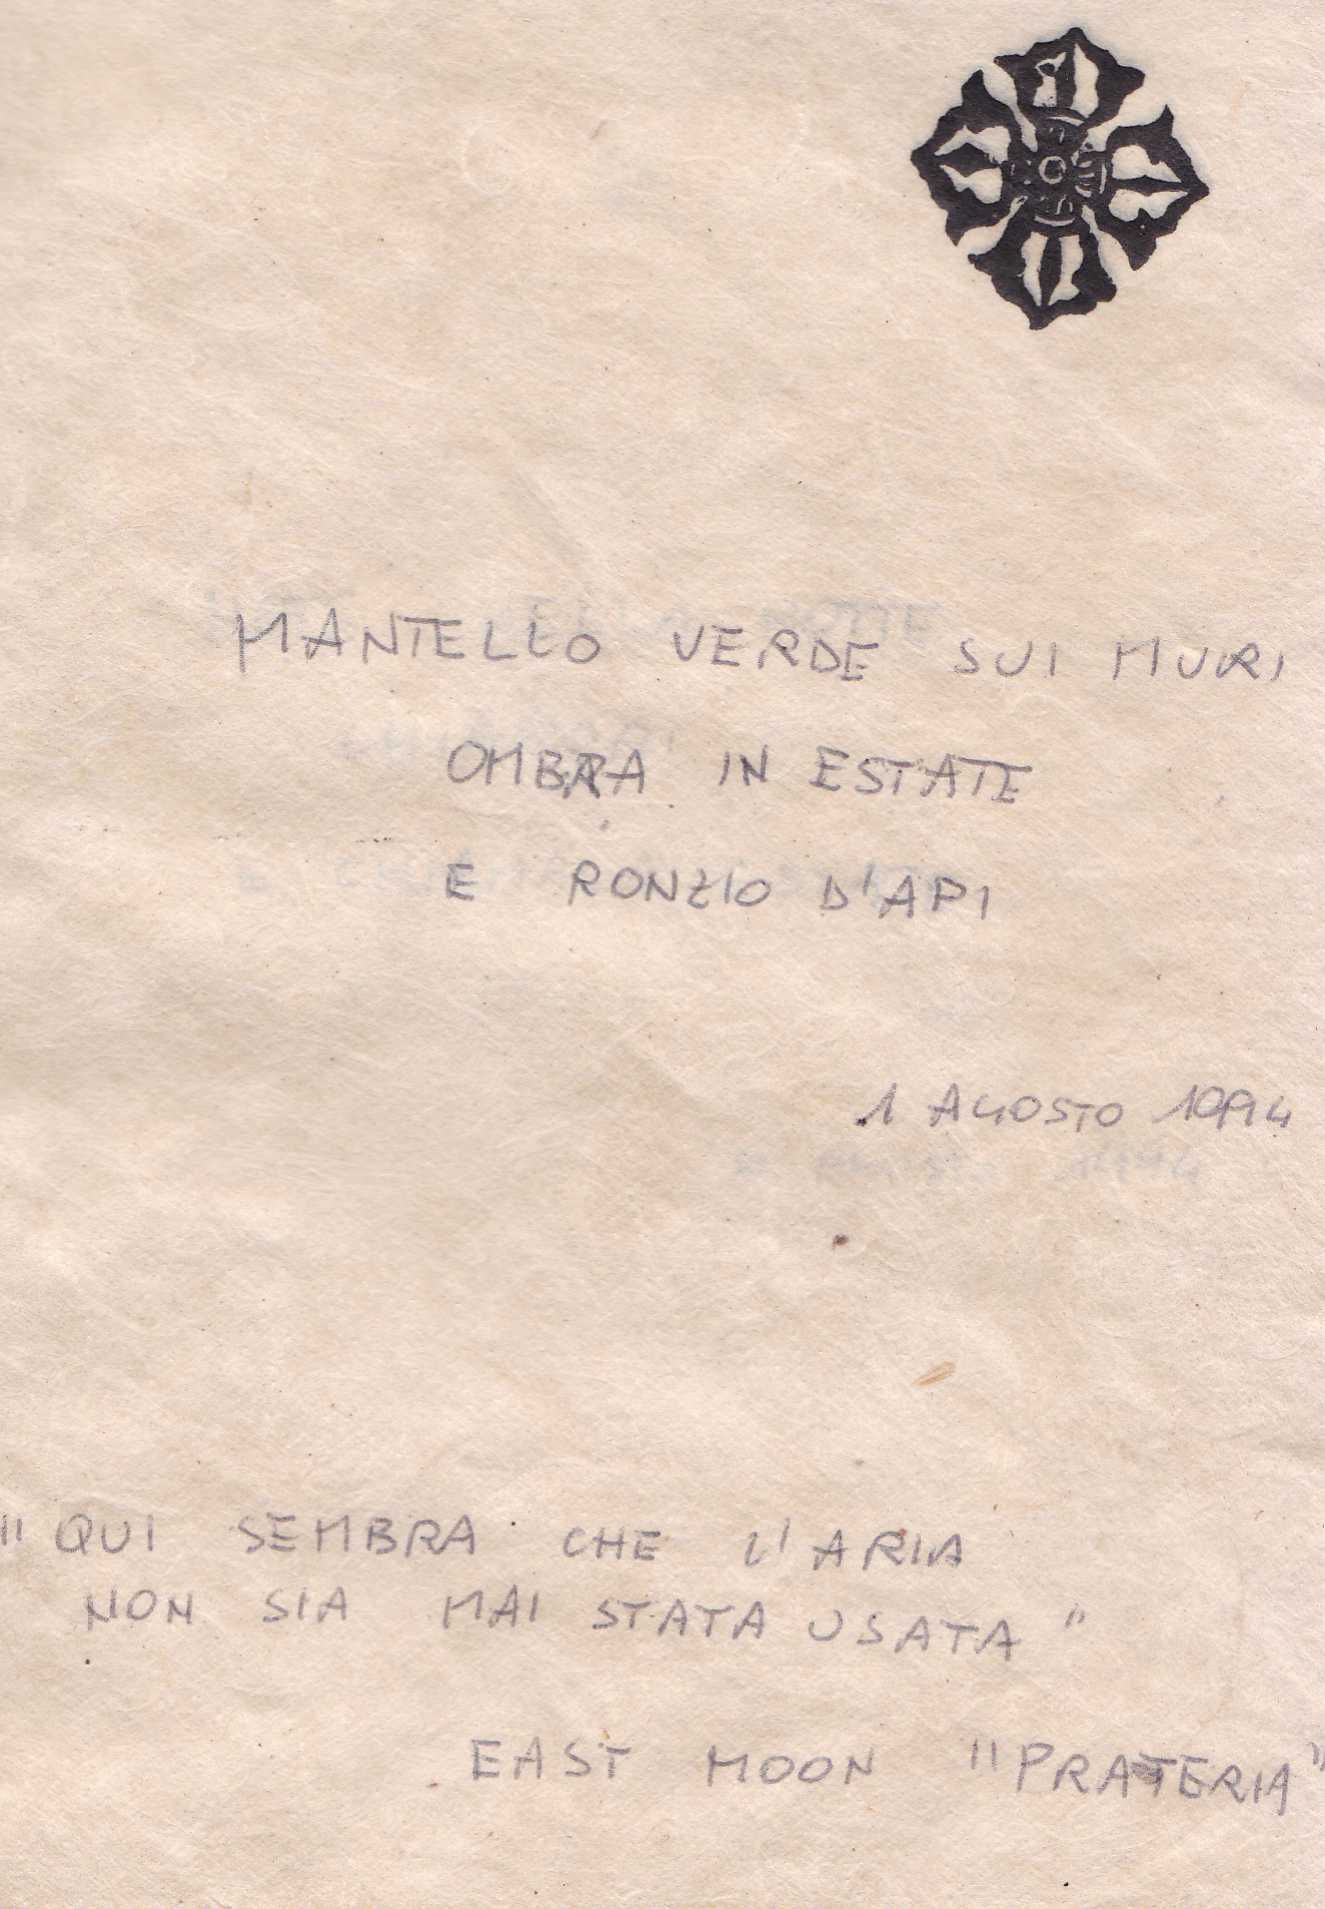 MANTELLO VERDE SUI MURI
OMBRA IN ESTATE
E RONZIO D'API
1 AGOSTO 1994
"QUI SEMBRA CHE L'ARIA
NON SIA MAI STATA USATA"
EAST MOON "PRATERIA"